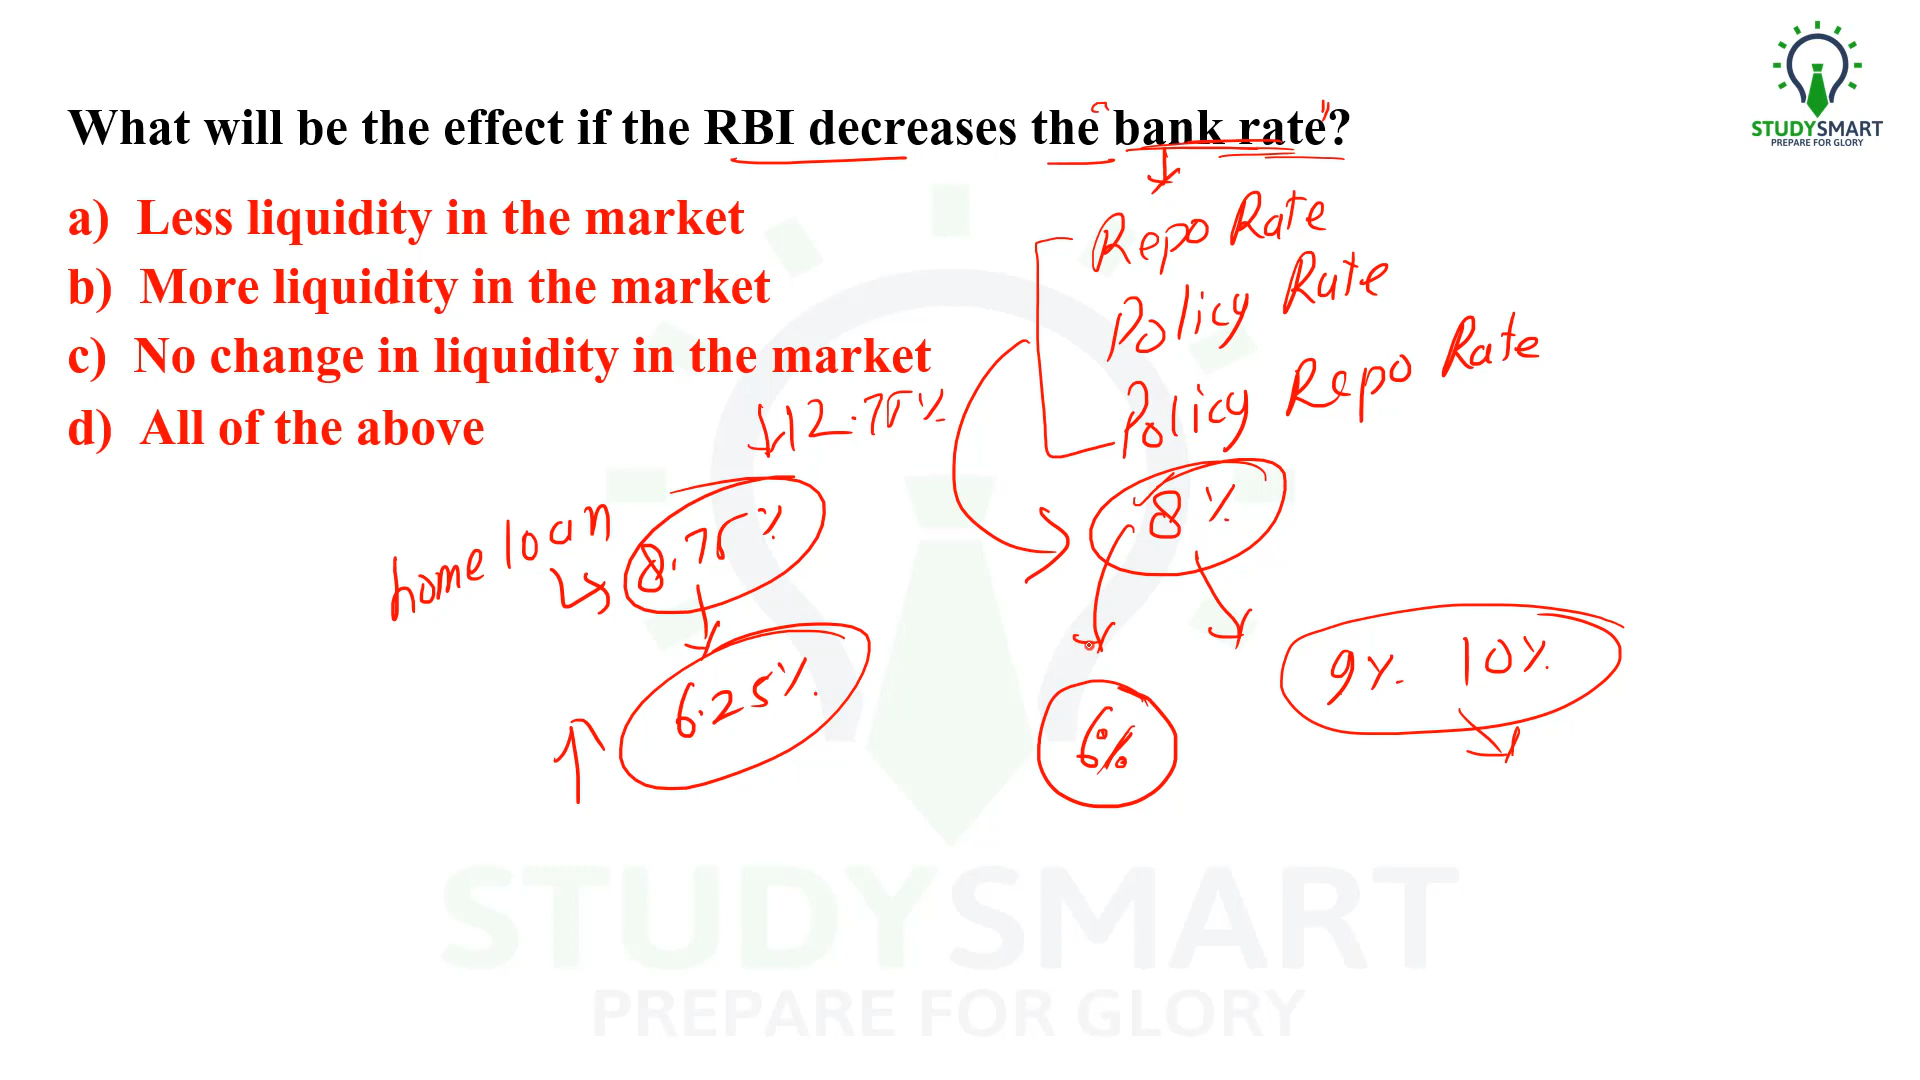 STUDYSMART
PREPARE FOR GLORY
What will be the effect if the RBI decreases the "bank rate"?
a) Less liquidity in the market
b) More liquidity in the market
c) No change in liquidity in the market
d) All of the above
Repo Rate
Policy Rate
Policy Repo Rate
12.75%
8%
home loan
8.75%
6.25%
6%
9%. 10%.
STUDYSMART
PREPARE FOR GLORY